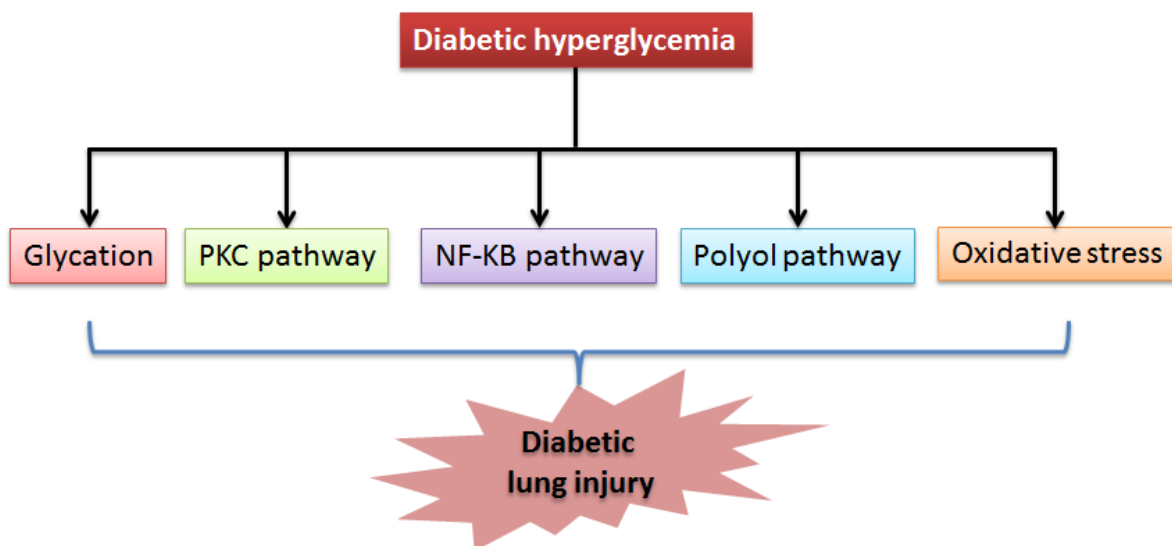 Diabetic hyperglycemia
Glycation
PKC pathway
NF-KB pathway
Polyol pathway
Oxidative stress
Diabetic
lung injury